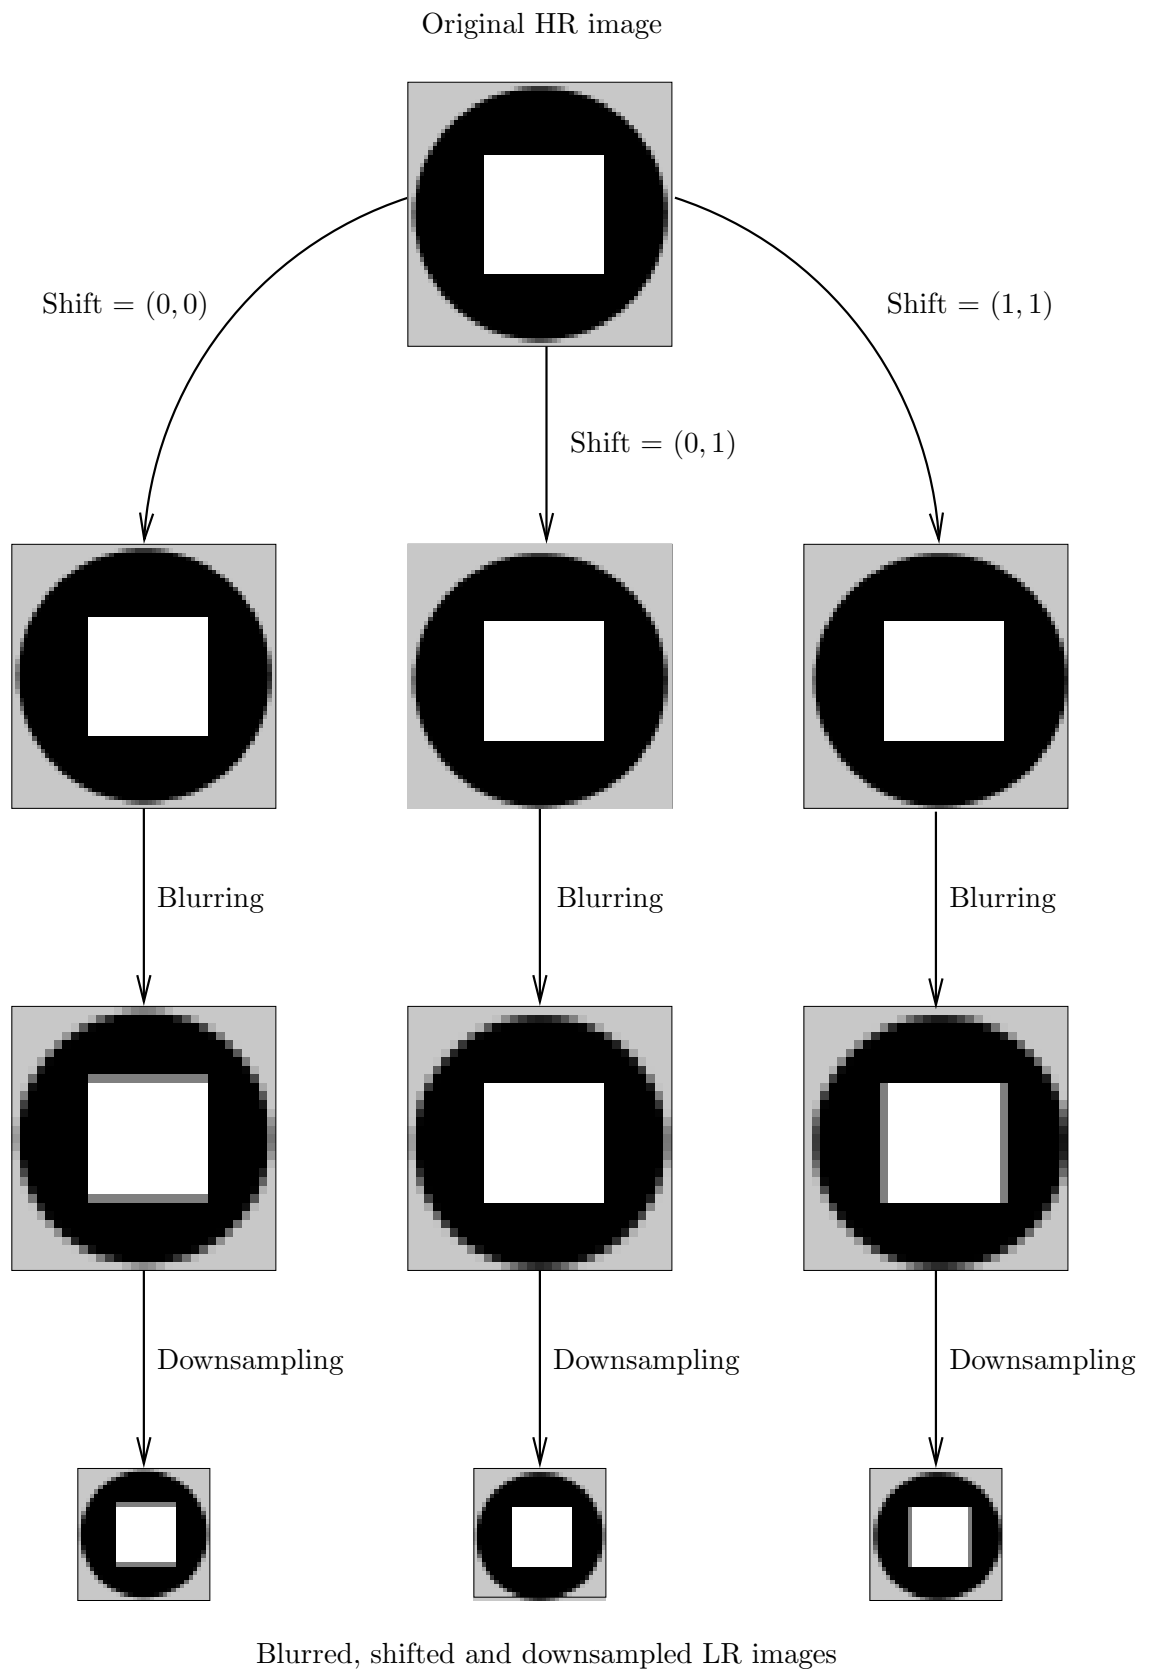 Original HR image
Shift = (0, 0)
Shift = (1, 1)
Shift = (0, 1)
Blurring
Blurring
Blurring
Downsampling
Downsampling
Downsampling
Blurred, shifted and downsampled LR images